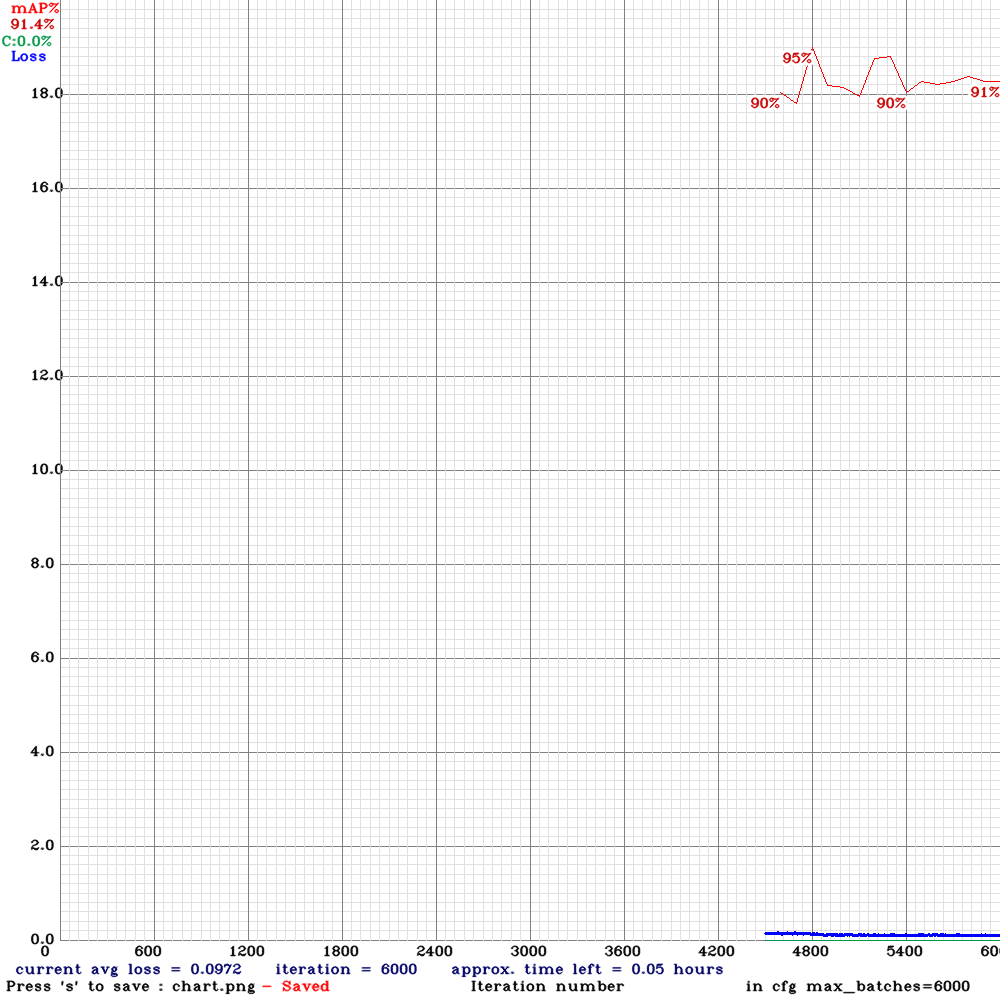 mAP%
91.4%
C:0.0%
Loss
95%
90%
90%
91%
18.0
16.0
14.0
12.0
10.0
8.0
6.0
4.0
2.0
0.0
0 600 1200 1800 2400 3000 3600 4200 4800 5400 600
current avg loss = 0.0972 iteration = 6000 approx. time left = 0.05 hours
Press 's' to save : chart.png - Saved Iteration number in cfg max_batches=6000